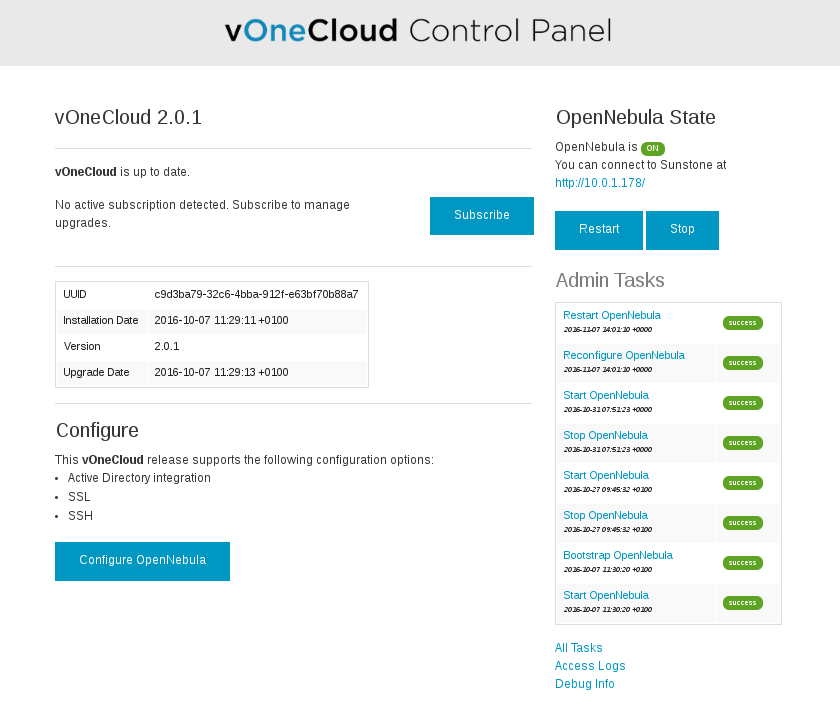 vOneCloud Control Panel
vOneCloud 2.0.1
vOneCloud is up to date.
No active subscription detected. Subscribe to manage
upgrades.
Subscribe
UUID c9d3ba79-32c6-4bba-912f-e63bf70b88a7
Installation Date 2016-10-07 11:29:11 +0100
Version 2.0.1
Upgrade Date 2016-10-07 11:29:13 +0100
Configure
This vOneCloud release supports the following configuration options:
• Active Directory integration
• SSL
• SSH
Configure OpenNebula
OpenNebula State
OpenNebula is ON
You can connect to Sunstone at
http://10.0.1.178/
Restart Stop
Admin Tasks
Restart OpenNebula success
2016-11-07 14:01:10 +0000
Reconfigure OpenNebula success
2016-11-07 14:01:10 +0000
Start OpenNebula success
2016-10-31 07:51:23 +0000
Stop OpenNebula success
2016-10-31 07:51:23 +0000
Start OpenNebula success
2016-10-27 09:45:32 +0100
Stop OpenNebula success
2016-10-27 09:45:32 +0100
Bootstrap OpenNebula success
2016-10-07 11:30:20 +0100
Start OpenNebula success
2016-10-07 11:30:20 +0100
All Tasks
Access Logs
Debug Info